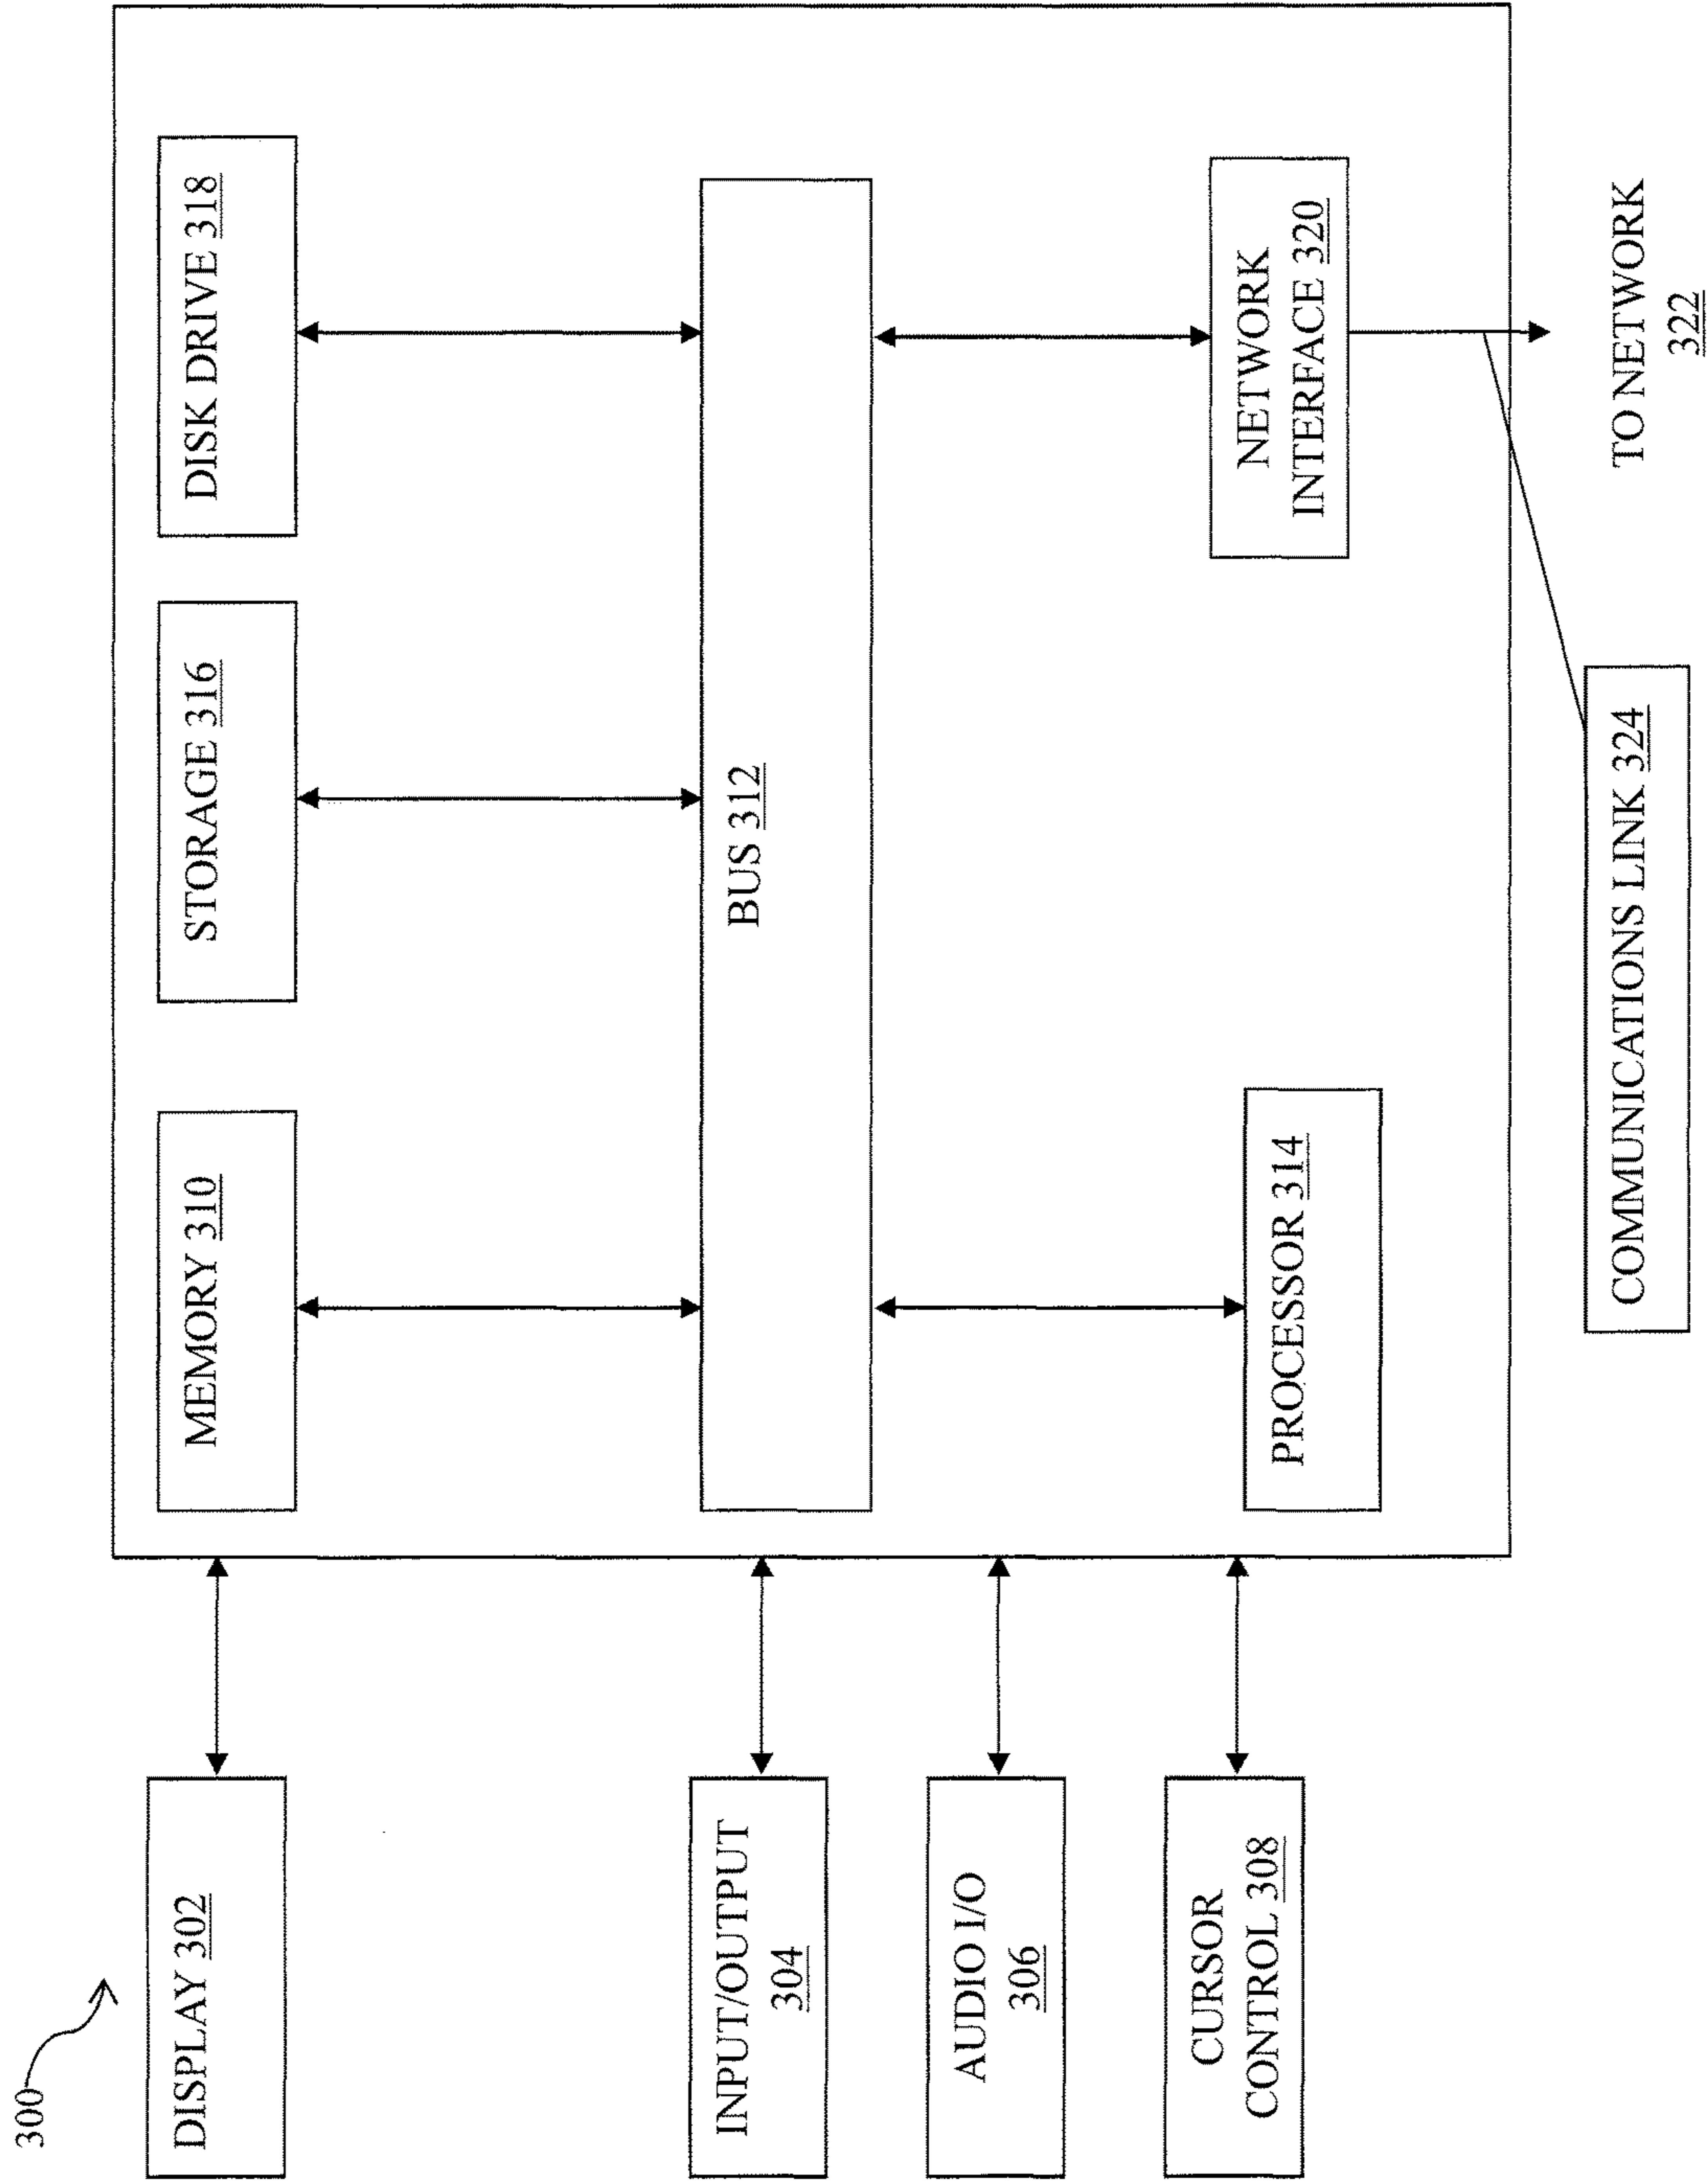 300
DISPLAY 302
INPUT/OUTPUT
304
AUDIO I/O
306
CURSOR
CONTROL 308
MEMORY 310
STORAGE 316
DISK DRIVE 318
BUS 312
PROCESSOR 314
NETWORK
INTERFACE 320
COMMUNICATIONS LINK 324
TO NETWORK
322